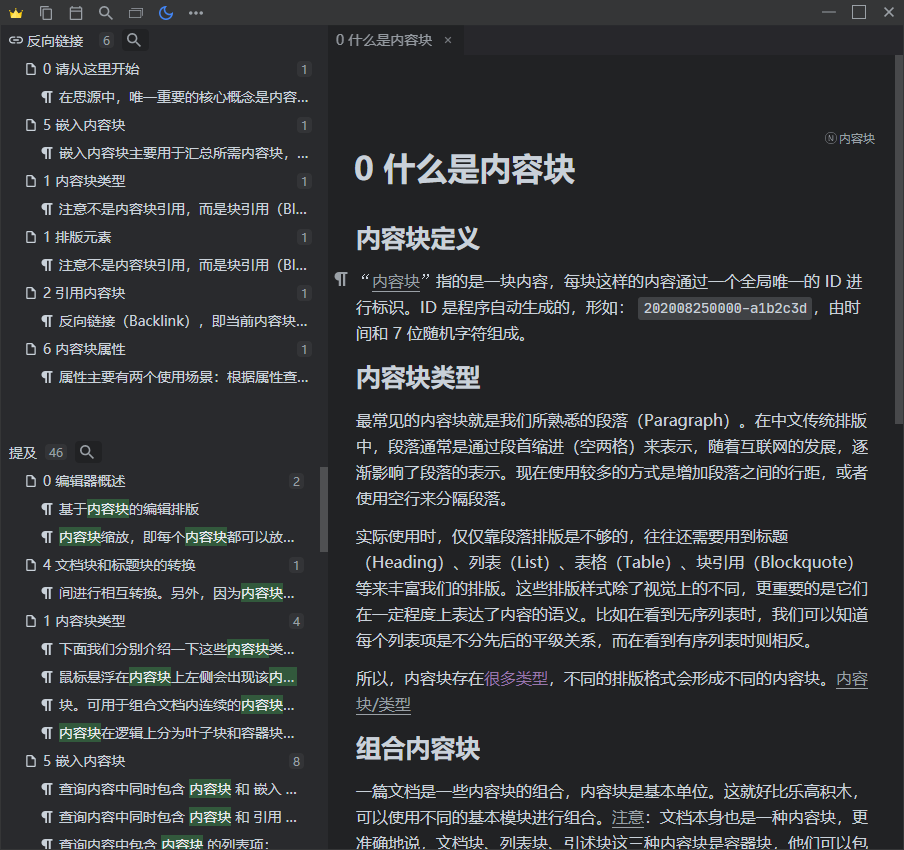 反向链接 6
0 请从这里开始 1
在思源中，唯一重要的核心概念是内容...
5 嵌入内容块 1
嵌入内容块主要用于汇总所需内容块，...
1 内容块类型 1
注意不是内容块引用，而是块引用（Bl...
1 排版元素 1
注意不是内容块引用，而是块引用（Bl...
2 引用内容块 1
反向链接（Backlink），即当前内容块...
6 内容块属性 1
属性主要有两个使用场景：根据属性查...
提及 46
0 编辑器概述 2
基于内容块的编辑排版
内容块缩放，即每个内容块都可以放...
4 文档块和标题块的转换 1
间进行相互转换。另外，因为内容块...
1 内容块类型 4
下面我们分别介绍一下这些内容块类...
鼠标悬浮在内容块上左侧会出现该内...
块。可用于组合文档内连续的内容块...
内容块在逻辑上分为叶子块和容器块...
5 嵌入内容块 8
查询内容中同时包含 内容块 和 嵌入 ...
查询内容中同时包含 内容块 和 引用 ...
查询内容中包含 内容块 的列表项：
0 什么是内容块 ×
Ⓝ 内容块
0 什么是内容块
内容块定义
“内容块”指的是一块内容，每块这样的内容通过一个全局唯一的 ID 进
行标识。ID 是程序自动生成的，形如： 202008250000-a1b2c3d ，由时
间和 7 位随机字符组成。
内容块类型
最常见的内容块就是我们所熟悉的段落（Paragraph）。在中文传统排版
中，段落通常是通过段首缩进（空两格）来表示，随着互联网的发展，逐
渐影响了段落的表示。现在使用较多的方式是增加段落之间的行距，或者
使用空行来分隔段落。
实际使用时，仅仅靠段落排版是不够的，往往还需要用到标题
（Heading）、列表（List）、表格（Table）、块引用（Blockquote）
等来丰富我们的排版。这些排版样式除了视觉上的不同，更重要的是它们
在一定程度上表达了内容的语义。比如在看到无序列表时，我们可以知道
每个列表项是不分先后的平级关系，而在看到有序列表时则相反。
所以，内容块存在很多类型，不同的排版格式会形成不同的内容块。内容
块/类型
组合内容块
一篇文档是一些内容块的组合，内容块是基本单位。这就好比乐高积木，
可以使用不同的基本模块进行组合。注意：文档本身也是一种内容块，更
准确地说，文档块、列表块、引述块这三种内容块是容器块，他们可以包